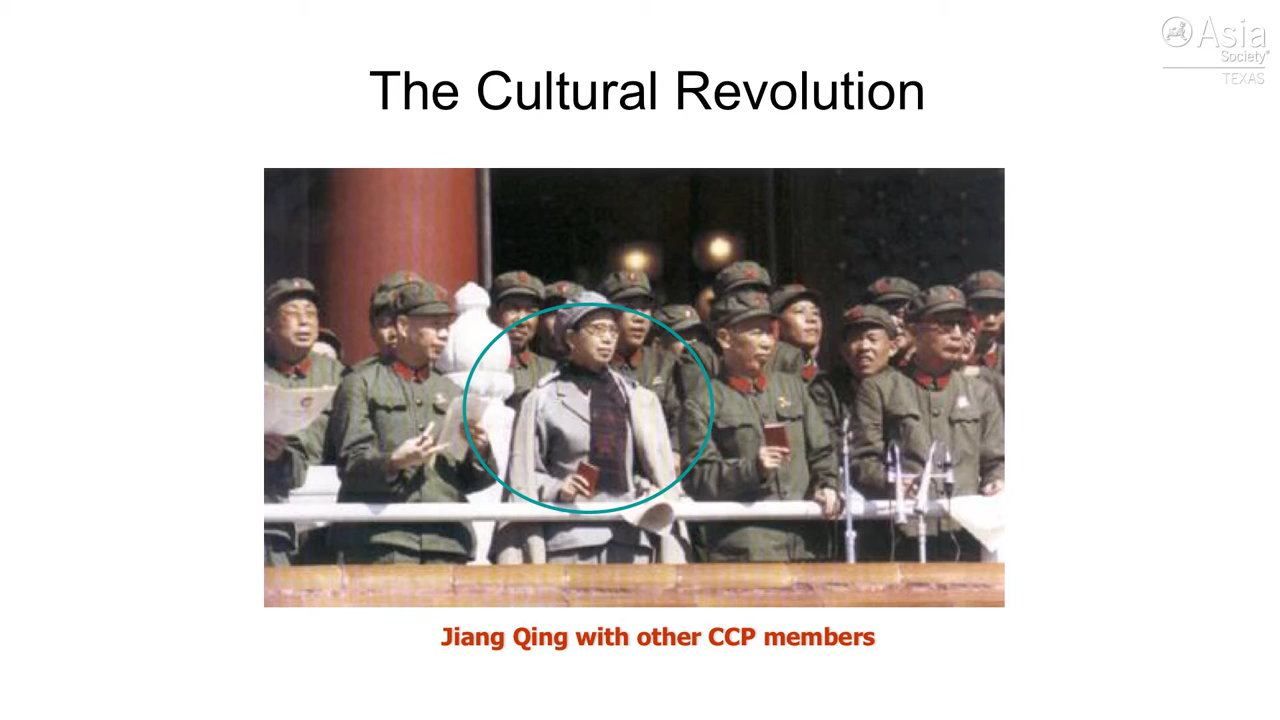 Asia
Society
TEXAS
The Cultural Revolution
Jiang Qing with other CCP members